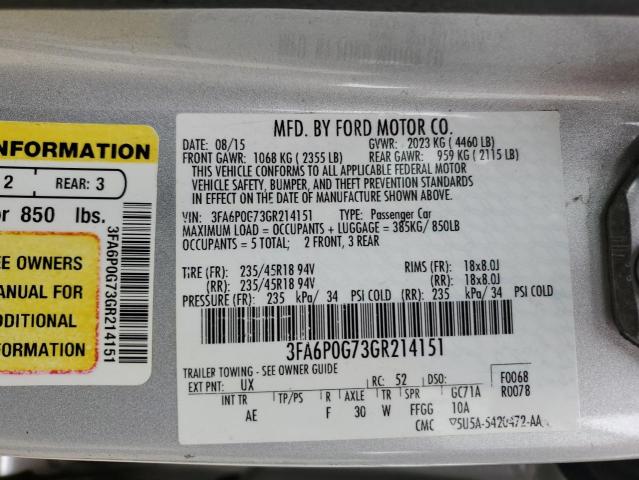 NFORMATION
2 REAR: 3
or 850 lbs.
EE OWNERS
ANUAL FOR
DDITIONAL
FORMATION
3FA6P0G73GR214151
MFD. BY FORD MOTOR CO.
DATE: 08/15 GVWR: 2023 KG ( 4460 LB)
FRONT GAWR: 1068 KG ( 2355 LB) REAR GAWR: 959 KG ( 2115 LB)
THIS VEHICLE CONFORMS TO ALL APPLICABLE FEDERAL MOTOR
VEHICLE SAFETY, BUMPER, AND THEFT PREVENTION STANDARDS
IN EFFECT ON THE DATE OF MANUFACTURE SHOWN ABOVE.
VIN: 3FA6P0G73GR214151 TYPE: Passenger Car
MAXIMUM LOAD = OCCUPANTS + LUGGAGE = 385KG/ 850LB
OCCUPANTS = 5 TOTAL; 2 FRONT, 3 REAR
TIRE (FR): 235/45R18 94V RIMS (FR): 18x8.0J
(RR): 235/45R18 94V (RR): 18x8.0J
PRESSURE (FR): 235 kPa/ 34 PSI COLD (RR): 235 kPa/ 34 PSI COLD
3FA6P0G73GR214151
TRAILER TOWING - SEE OWNER GUIDE
EXT PNT: UX RC: 52 DSO: F0068
INT TR TP/PS R AXLE TR SPR GC71A R0078
AE F 30 W FFGG 10A
CMC 5U5A-5420472-AA